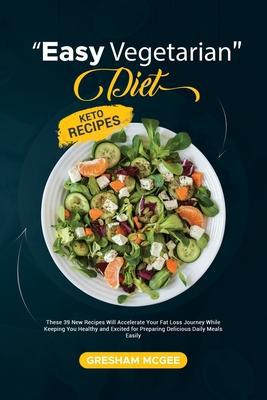 “Easy Vegetarian”
Diet
KETO
RECIPES
These 39 New Recipes Will Accelerate Your Fat Loss Journey While
Keeping You Healthy and Excited for Preparing Delicious Daily Meals
Easily
GRESHAM MCGEE